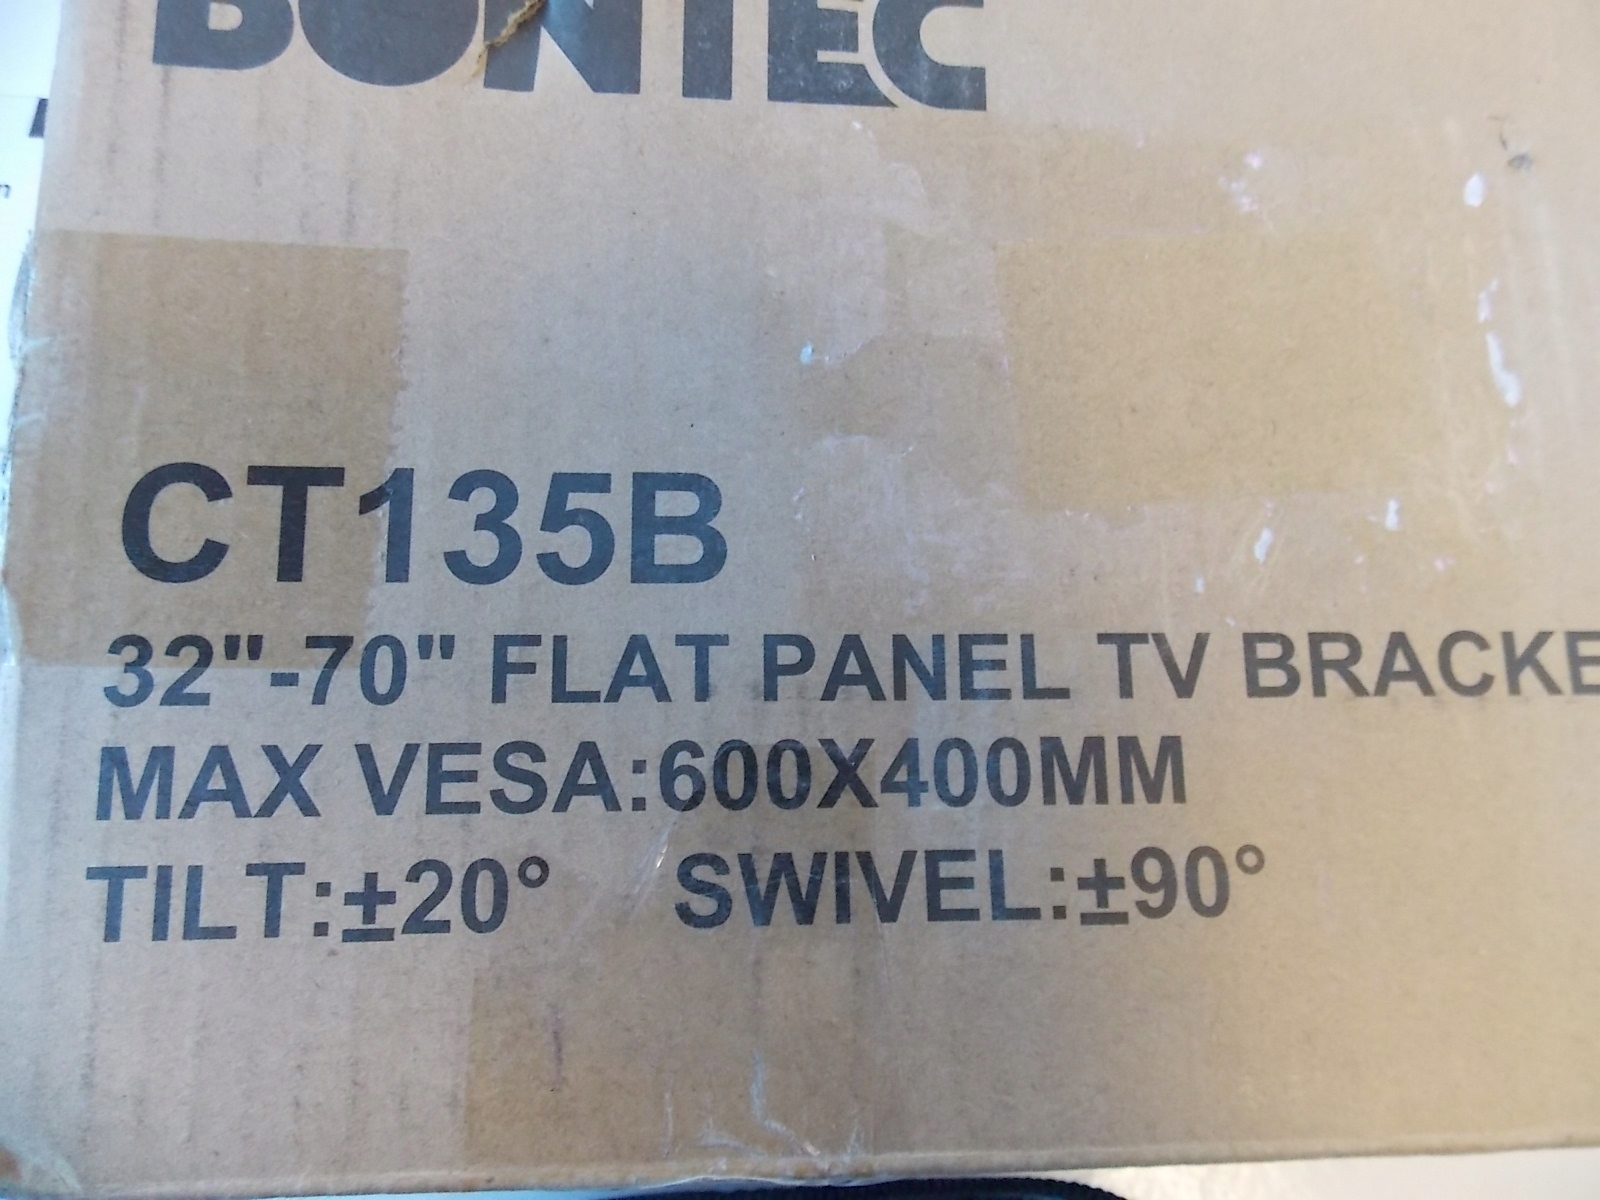 BONTEC
CT135B
32"-70" FLAT PANEL TV BRACKE
MAX VESA:600X400MM
TILT:±20° SWIVEL:±90°